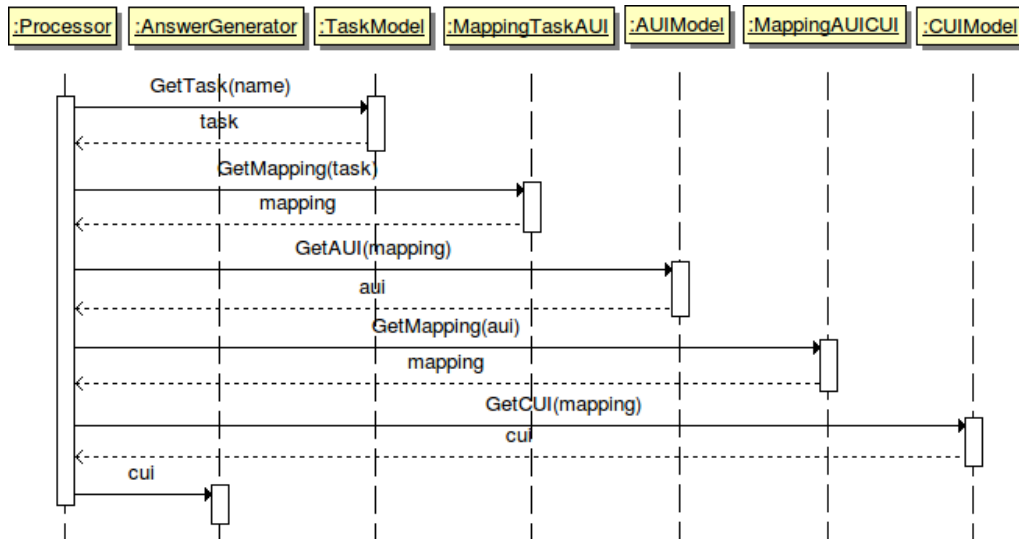 :Processor
:AnswerGenerator
:TaskModel
:MappingTaskAUI
:AUIModel
:MappingAUICUI
:CUIModel
GetTask(name)
task
GetMapping(task)
mapping
GetAUI(mapping)
aui
GetMapping(aui)
mapping
GetCUI(mapping)
cui
cui